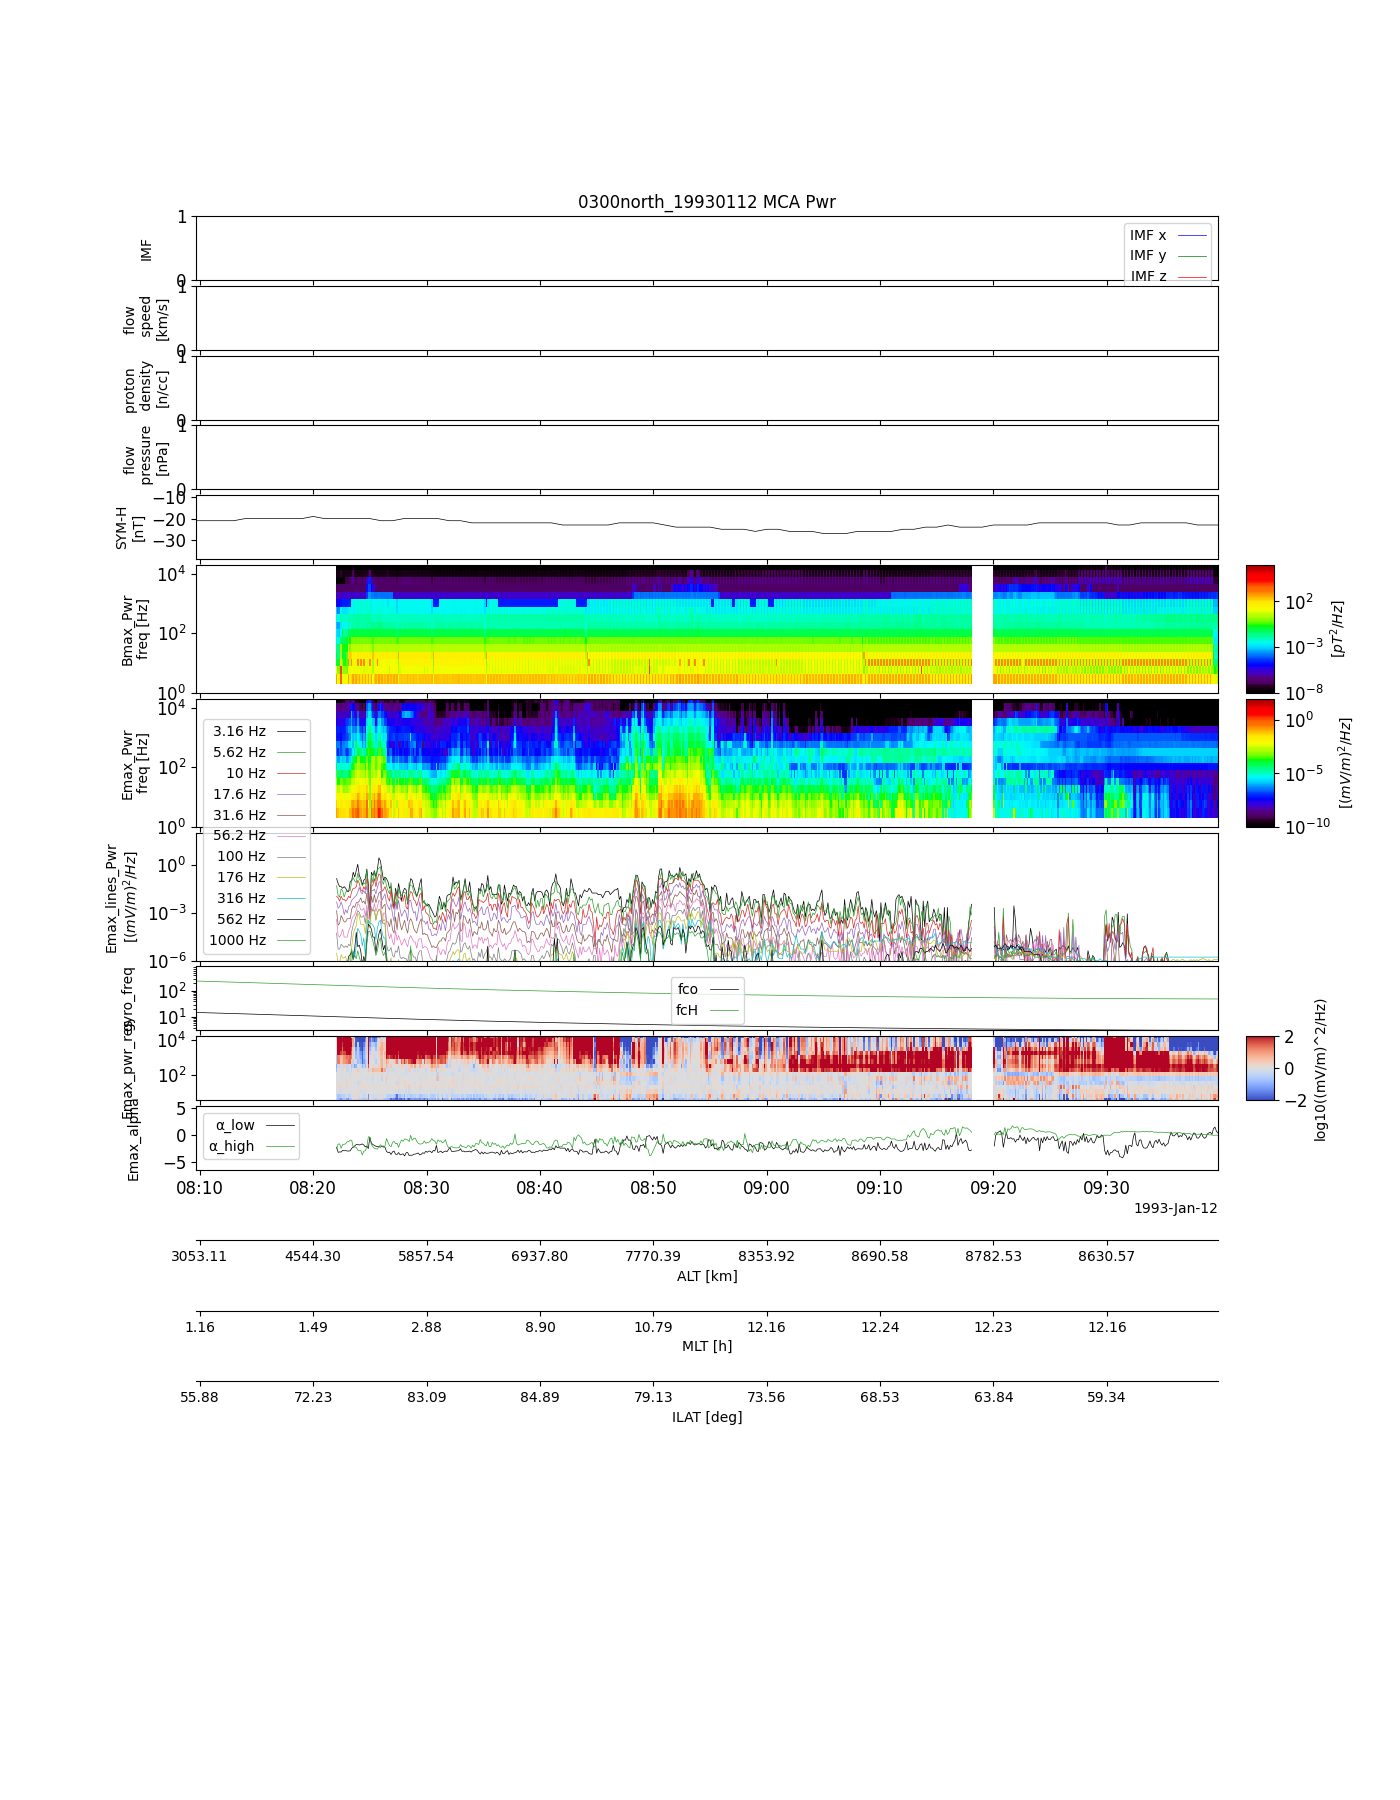 0300north_19930112 MCA Pwr
1
0
IMF
IMF x
IMF y
IMF z
1
0
flow
speed
[km/s]
1
0
proton
density
[n/cc]
1
0
flow
pressure
[nPa]
−10
−20
−30
SYM-H
[nT]
10^4
10^2
10^0
Bmax_Pwr
freq [Hz]
10^2
10^−3
10^−8
[pT^2/Hz]
10^4
10^2
10^0
Emax_Pwr
freq [Hz]
10^0
10^−5
10^−10
[(mV/m)^2/Hz]
3.16 Hz
5.62 Hz
10 Hz
17.6 Hz
31.6 Hz
56.2 Hz
100 Hz
176 Hz
316 Hz
562 Hz
1000 Hz
10^0
10^−3
10^−6
Emax_lines_Pwr
[(mV/m)^2/Hz]
10^2
10^1
gyro_freq
fco
fcH
10^4
10^2
Emax_pwr_reg
2
0
−2
log10((mV/m)^2/Hz)
5
0
−5
Emax_alpha
α_low
α_high
08:10 08:20 08:30 08:40 08:50 09:00 09:10 09:20 09:30
1993-Jan-12
3053.11 4544.30 5857.54 6937.80 7770.39 8353.92 8690.58 8782.53 8630.57
ALT [km]
1.16 1.49 2.88 8.90 10.79 12.16 12.24 12.23 12.16
MLT [h]
55.88 72.23 83.09 84.89 79.13 73.56 68.53 63.84 59.34
ILAT [deg]